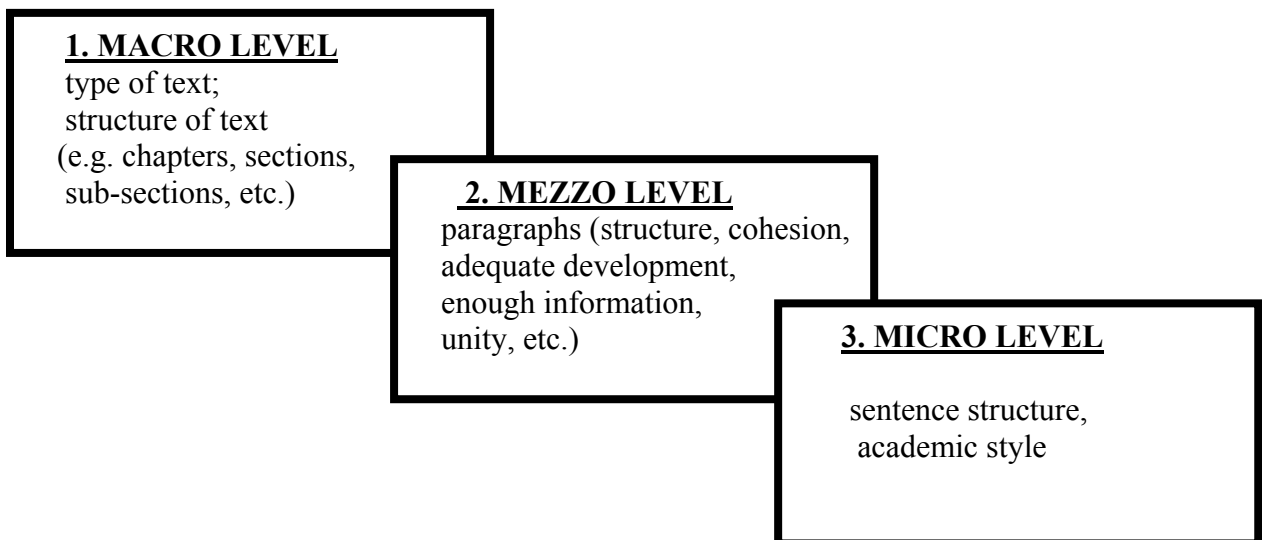 1. MACRO LEVEL
type of text;
structure of text
(e.g. chapters, sections,
sub-sections, etc.)
2. MEZZO LEVEL
paragraphs (structure, cohesion,
adequate development,
enough information,
unity, etc.)
3. MICRO LEVEL
sentence structure,
academic style